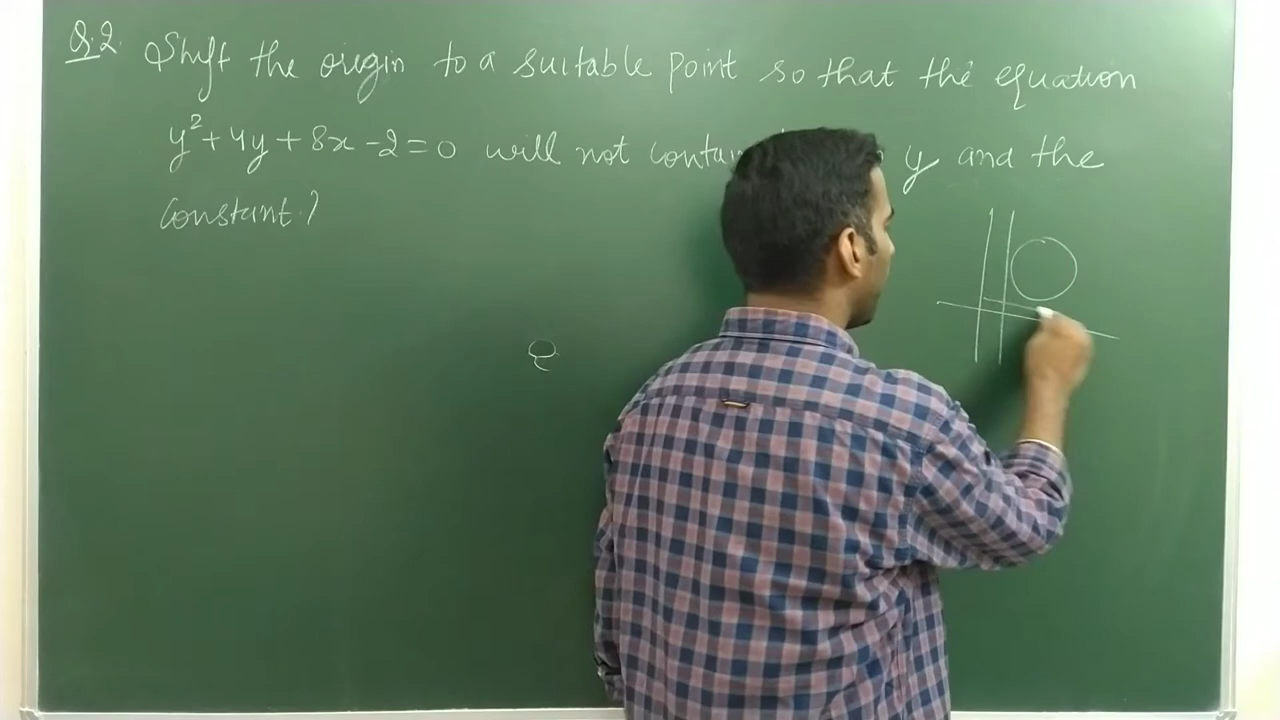 Q.2. Shift the origin to a suitable point so that the equation
y²+4y+8x-2=0 will not contain y and the
constant?